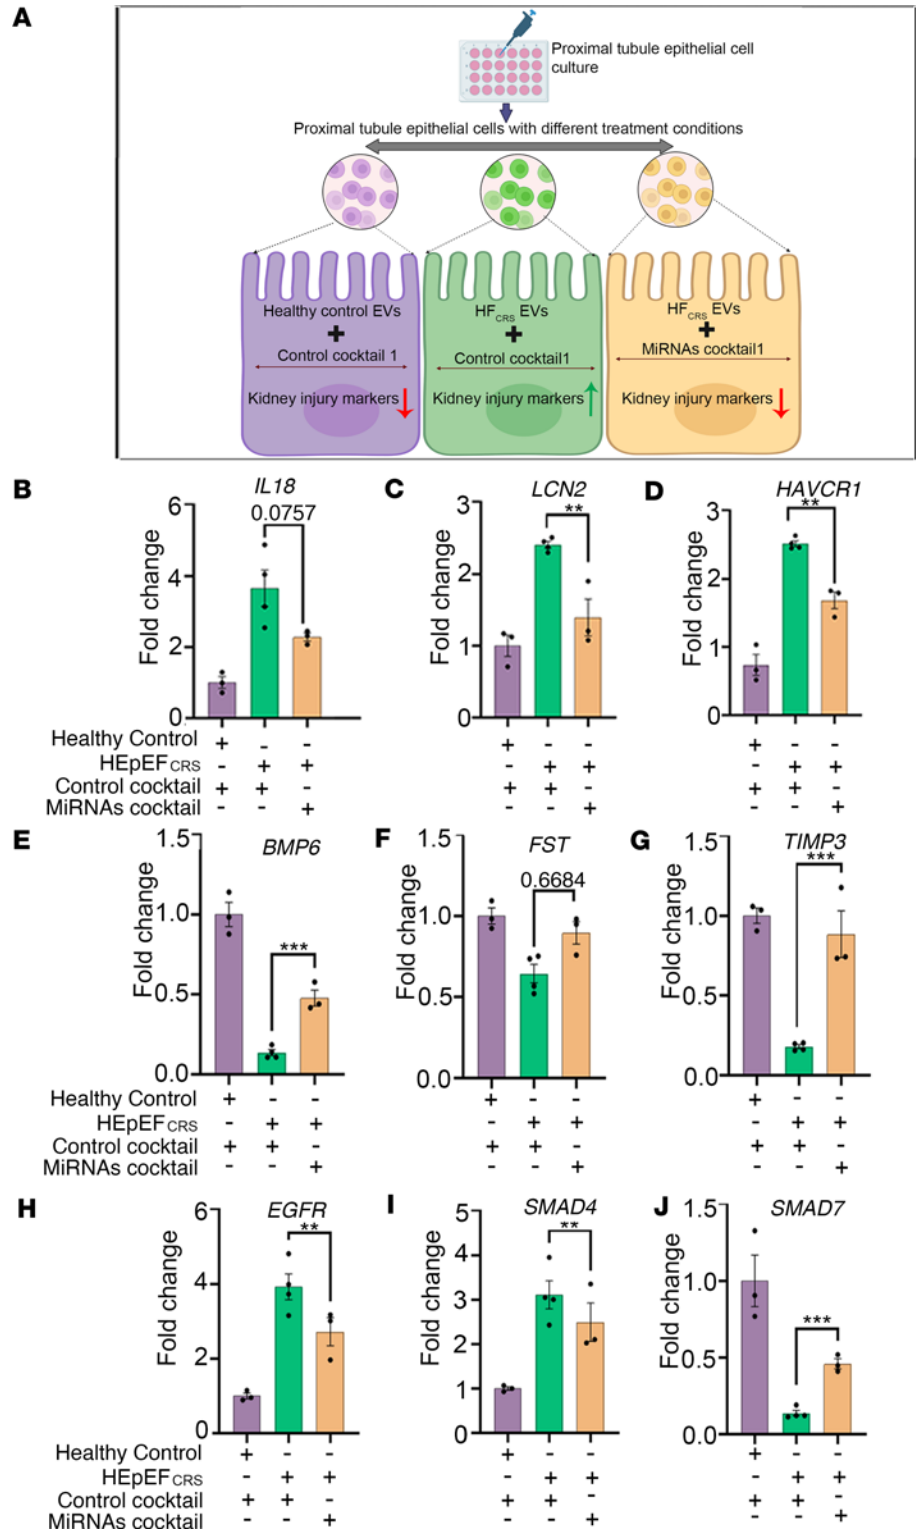 A
Proximal tubule epithelial cell
culture
Proximal tubule epithelial cells with different treatment conditions
Healthy control EVs
+
Control cocktail 1
Kidney injury markers
HFCRS EVs
+
Control cocktail1
Kidney injury markers
HFCRS EVs
+
MiRNAs cocktail1
Kidney injury markers
B
IL18
0.0757
Fold change
6
4
2
0
C
LCN2
**
Fold change
3
2
1
0
D
HAVCR1
**
Fold change
3
2
1
0
Healthy Control + - - + - - + - -
HEpEFCRS - + + - + + - + +
Control cocktail + + - + + - + + -
MiRNAs cocktail - - + - - + - - +
E
BMP6
***
Fold change
1.5
1.0
0.5
0.0
F
FST
0.6684
Fold change
1.5
1.0
0.5
0.0
G
TIMP3
***
Fold change
1.5
1.0
0.5
0.0
Healthy Control + - - + - - + - -
HEpEFCRS - + + - + + - + +
Control cocktail + + - + + - + + -
MiRNAs cocktail - - + - - + - - +
H
EGFR
**
Fold change
6
4
2
0
I
SMAD4
**
Fold change
5
4
3
2
1
0
J
SMAD7
***
Fold change
1.5
1.0
0.5
0.0
Healthy Control + - - + - - + - -
HEpEFCRS - + + - + + - + +
Control cocktail + + - + + - + + -
MiRNAs cocktail - - + - - + - - +